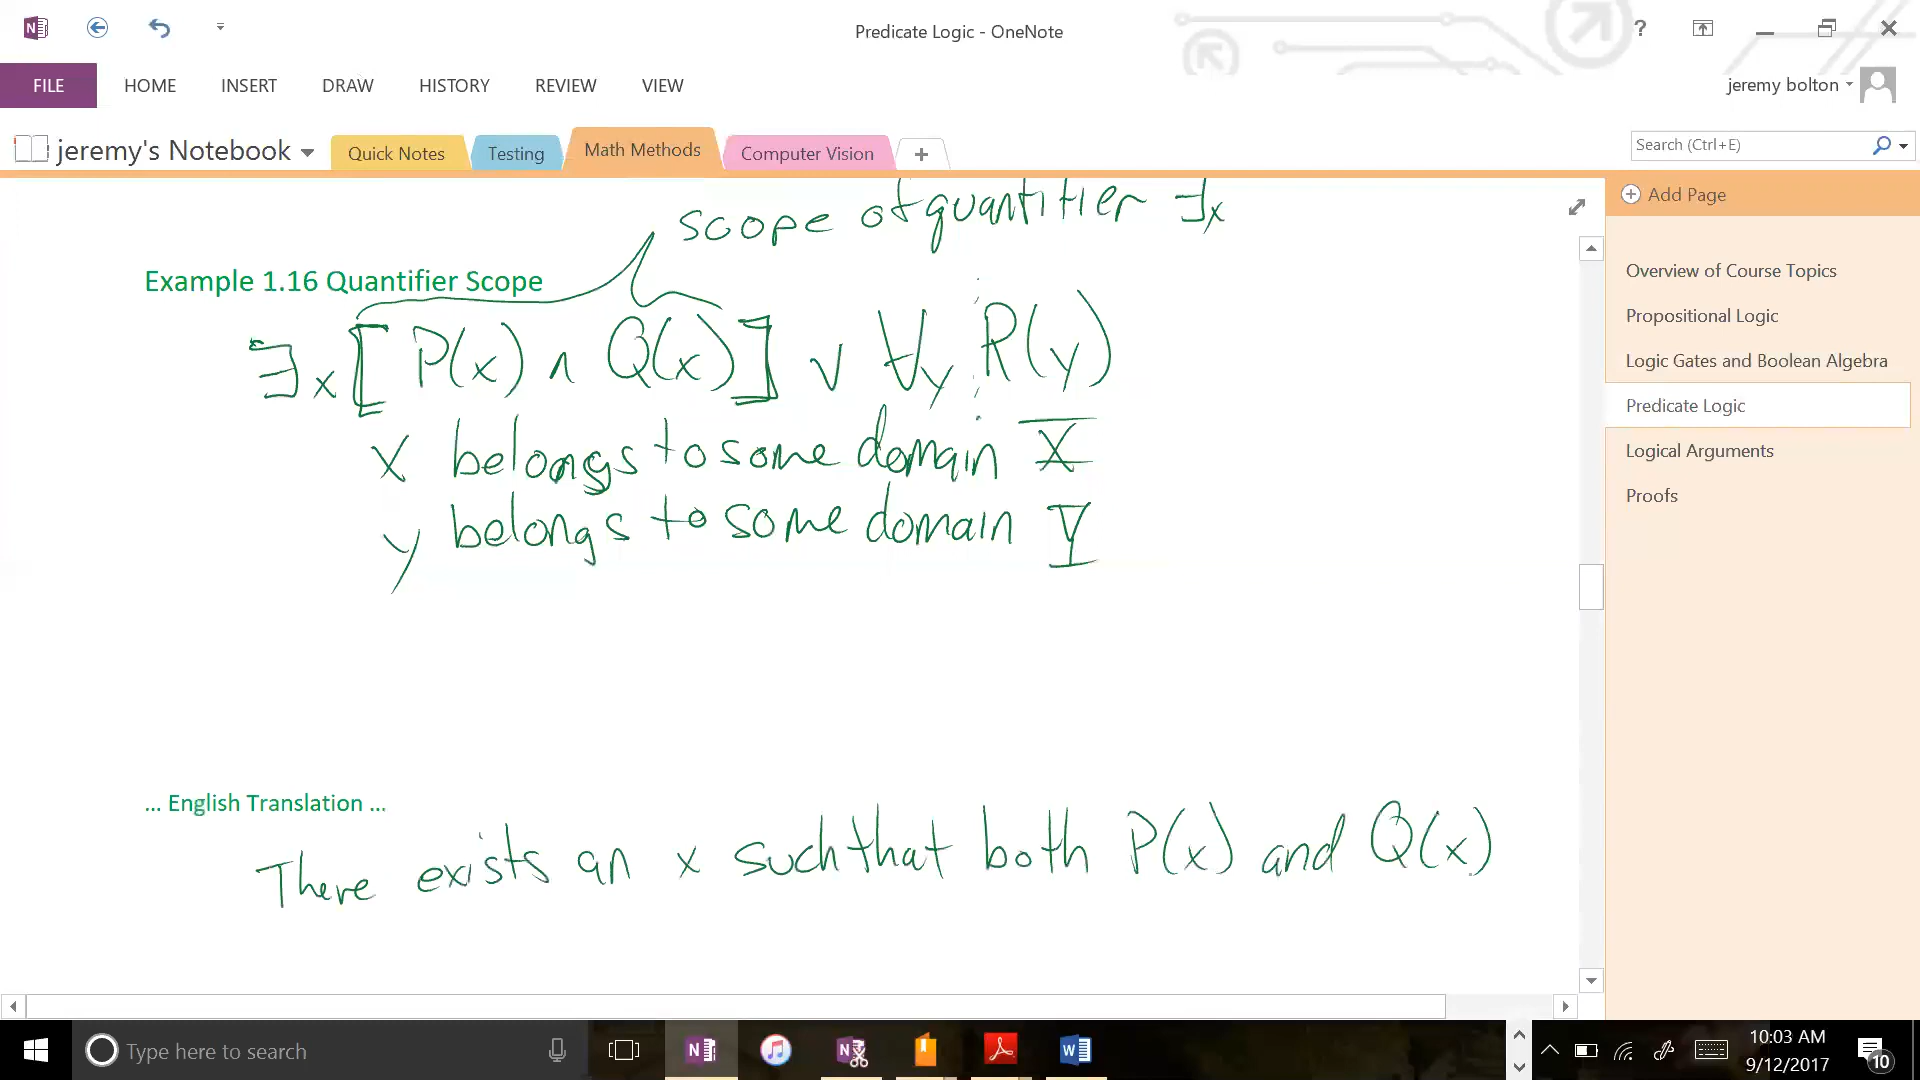 Predicate Logic - OneNote
?
FILE HOME INSERT DRAW HISTORY REVIEW VIEW
jeremy bolton
jeremy's Notebook Quick Notes Testing Math Methods Computer Vision +
Search (Ctrl+E)
Add Page
scope of quantifier ∃x
Example 1.16 Quantifier Scope
∃x [ P(x) ∧ Q(x) ] ∨ ∀y R(y)
x belongs to some domain X
y belongs to some domain Y
... English Translation ...
There exists an x such that both P(x) and Q(x)
Overview of Course Topics
Propositional Logic
Logic Gates and Boolean Algebra
Predicate Logic
Logical Arguments
Proofs
Type here to search
10:03 AM
9/12/2017
10